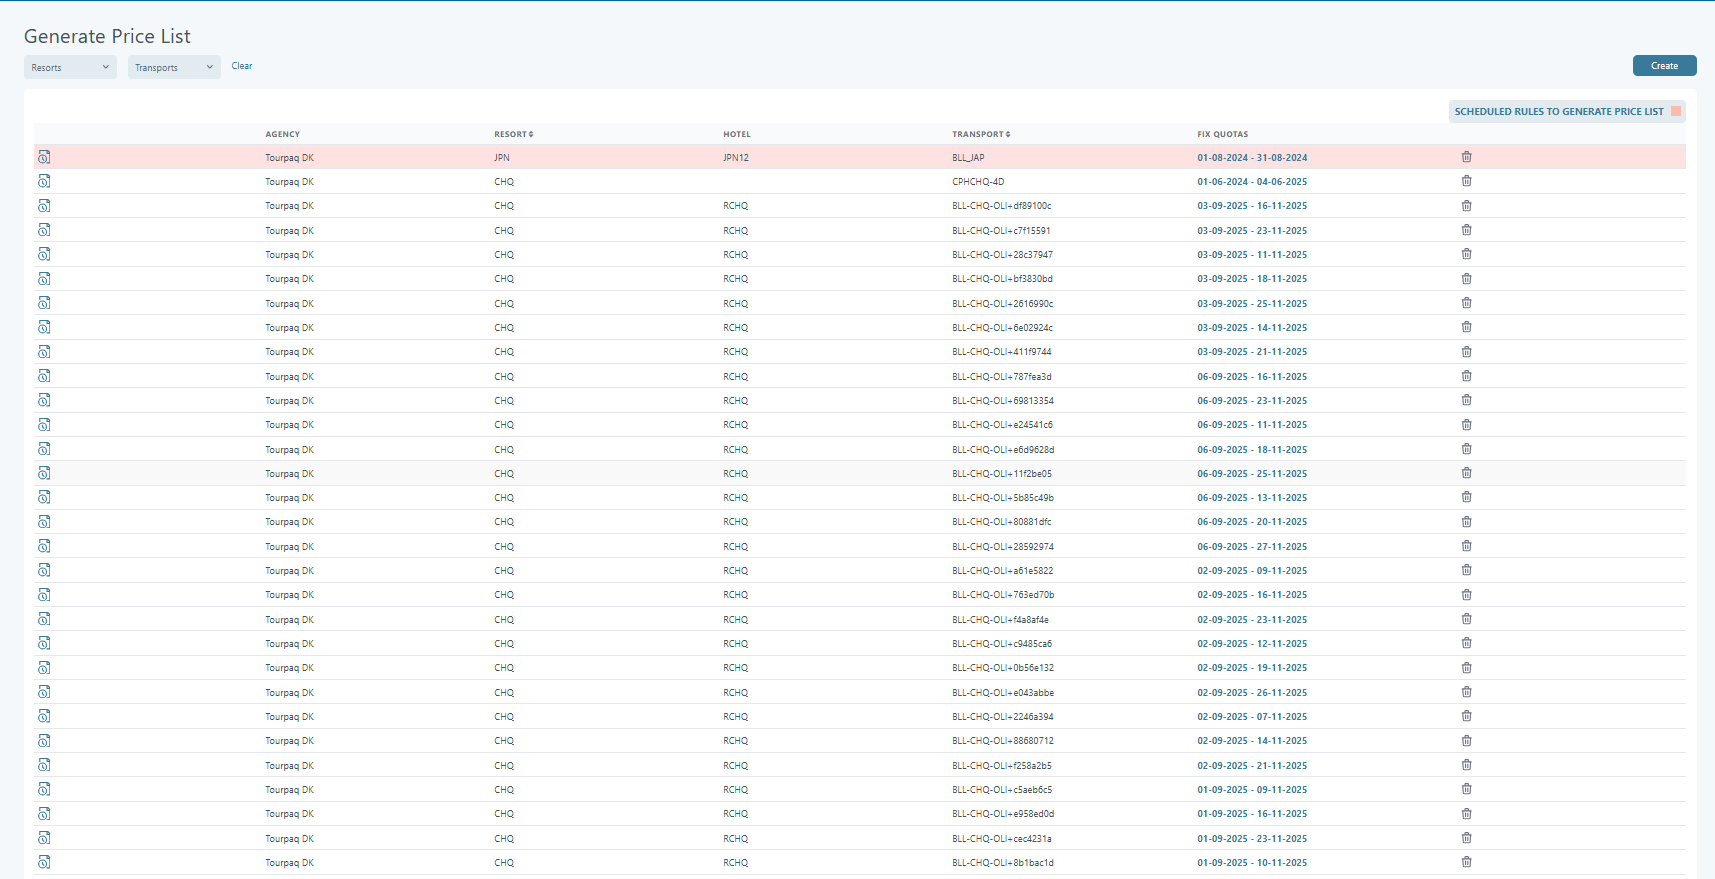 Generate Price List
Resorts Transports Clear Create
SCHEDULED RULES TO GENERATE PRICE LIST
AGENCY RESORT HOTEL TRANSPORT FIX QUOTAS
Tourpaq DK JPN JPN12 BLL_JAP 01-08-2024 - 31-08-2024
Tourpaq DK CHQ CPHCHQ-4D 01-06-2024 - 04-06-2025
Tourpaq DK CHQ RCHQ BLL-CHQ-OLI+df89100c 03-09-2025 - 16-11-2025
Tourpaq DK CHQ RCHQ BLL-CHQ-OLI+c7f15591 03-09-2025 - 23-11-2025
Tourpaq DK CHQ RCHQ BLL-CHQ-OLI+28c37947 03-09-2025 - 11-11-2025
Tourpaq DK CHQ RCHQ BLL-CHQ-OLI+bf3830bd 03-09-2025 - 18-11-2025
Tourpaq DK CHQ RCHQ BLL-CHQ-OLI+2616990c 03-09-2025 - 25-11-2025
Tourpaq DK CHQ RCHQ BLL-CHQ-OLI+6e02924c 03-09-2025 - 14-11-2025
Tourpaq DK CHQ RCHQ BLL-CHQ-OLI+411f9744 03-09-2025 - 21-11-2025
Tourpaq DK CHQ RCHQ BLL-CHQ-OLI+787fea3d 06-09-2025 - 16-11-2025
Tourpaq DK CHQ RCHQ BLL-CHQ-OLI+69813354 06-09-2025 - 23-11-2025
Tourpaq DK CHQ RCHQ BLL-CHQ-OLI+e24541c6 06-09-2025 - 11-11-2025
Tourpaq DK CHQ RCHQ BLL-CHQ-OLI+e6d9628d 06-09-2025 - 18-11-2025
Tourpaq DK CHQ RCHQ BLL-CHQ-OLI+11f2be05 06-09-2025 - 25-11-2025
Tourpaq DK CHQ RCHQ BLL-CHQ-OLI+5b85c49b 06-09-2025 - 13-11-2025
Tourpaq DK CHQ RCHQ BLL-CHQ-OLI+80881dfc 06-09-2025 - 20-11-2025
Tourpaq DK CHQ RCHQ BLL-CHQ-OLI+28592974 06-09-2025 - 27-11-2025
Tourpaq DK CHQ RCHQ BLL-CHQ-OLI+a61e5822 02-09-2025 - 09-11-2025
Tourpaq DK CHQ RCHQ BLL-CHQ-OLI+763ed70b 02-09-2025 - 16-11-2025
Tourpaq DK CHQ RCHQ BLL-CHQ-OLI+f4a8af4e 02-09-2025 - 23-11-2025
Tourpaq DK CHQ RCHQ BLL-CHQ-OLI+c9485ca6 02-09-2025 - 12-11-2025
Tourpaq DK CHQ RCHQ BLL-CHQ-OLI+0b56e132 02-09-2025 - 19-11-2025
Tourpaq DK CHQ RCHQ BLL-CHQ-OLI+e043abbe 02-09-2025 - 26-11-2025
Tourpaq DK CHQ RCHQ BLL-CHQ-OLI+2246a394 02-09-2025 - 07-11-2025
Tourpaq DK CHQ RCHQ BLL-CHQ-OLI+88680712 02-09-2025 - 14-11-2025
Tourpaq DK CHQ RCHQ BLL-CHQ-OLI+f258a2b5 02-09-2025 - 21-11-2025
Tourpaq DK CHQ RCHQ BLL-CHQ-OLI+c5aeb6c5 01-09-2025 - 09-11-2025
Tourpaq DK CHQ RCHQ BLL-CHQ-OLI+e958ed0d 01-09-2025 - 16-11-2025
Tourpaq DK CHQ RCHQ BLL-CHQ-OLI+cec4231a 01-09-2025 - 23-11-2025
Tourpaq DK CHQ RCHQ BLL-CHQ-OLI+8b1bac1d 01-09-2025 - 10-11-2025